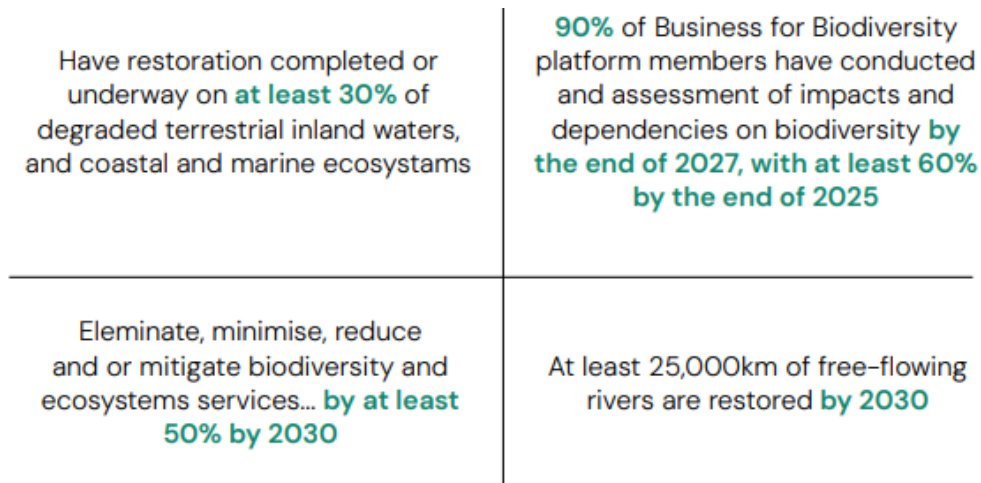 Have restoration completed or
underway on at least 30% of
degraded terrestrial inland waters,
and coastal and marine ecosystams
90% of Business for Biodiversity
platform members have conducted
and assessment of impacts and
dependencies on biodiversity by
the end of 2027, with at least 60%
by the end of 2025
Eleminate, minimise, reduce
and or mitigate biodiversity and
ecosystems services... by at least
50% by 2030
At least 25,000km of free-flowing
rivers are restored by 2030